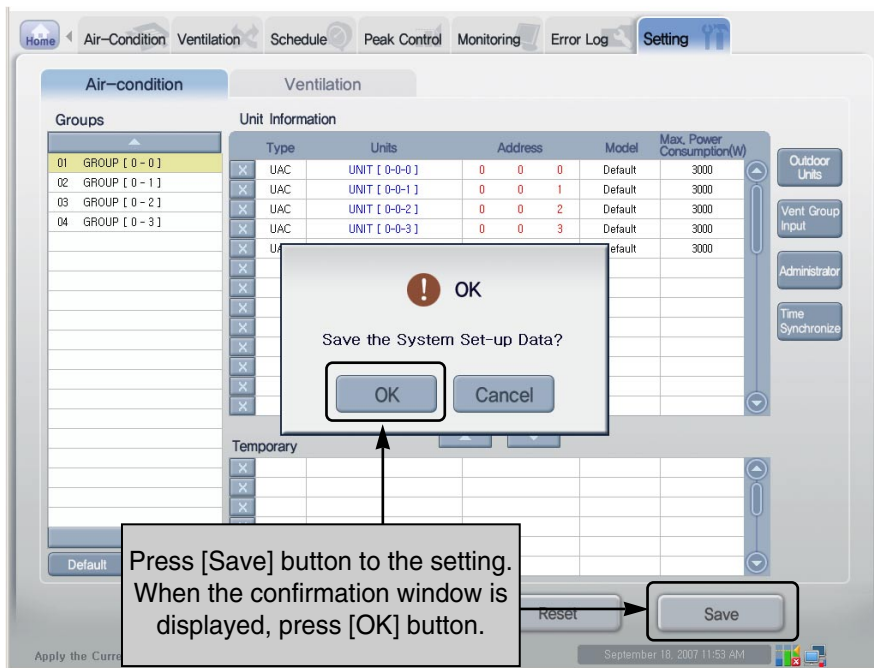 Home Air-Condition Ventilation Schedule Peak Control Monitoring Error Log Setting
Air-condition Ventilation
Groups
01 GROUP [ 0 - 0 ]
02 GROUP [ 0 - 1 ]
03 GROUP [ 0 - 2 ]
04 GROUP [ 0 - 3 ]
Default
Unit Information
Type Units Address Model Max. Power Consumption(W)
X UAC UNIT [ 0-0-0 ] 0 0 0 Default 3000
X UAC UNIT [ 0-0-1 ] 0 0 1 Default 3000
X UAC UNIT [ 0-0-2 ] 0 0 2 Default 3000
X UAC UNIT [ 0-0-3 ] 0 0 3 Default 3000
X 3000
X
X
X
X
X
X
X
X
OK
Save the System Set-up Data?
OK Cancel
Temporary
X
X
X
Outdoor
Units
Vent Group
Input
Administrator
Time
Synchronize
Press [Save] button to the setting.
When the confirmation window is
displayed, press [OK] button.
Reset Save
Apply the
September 18, 2007 11:53 AM